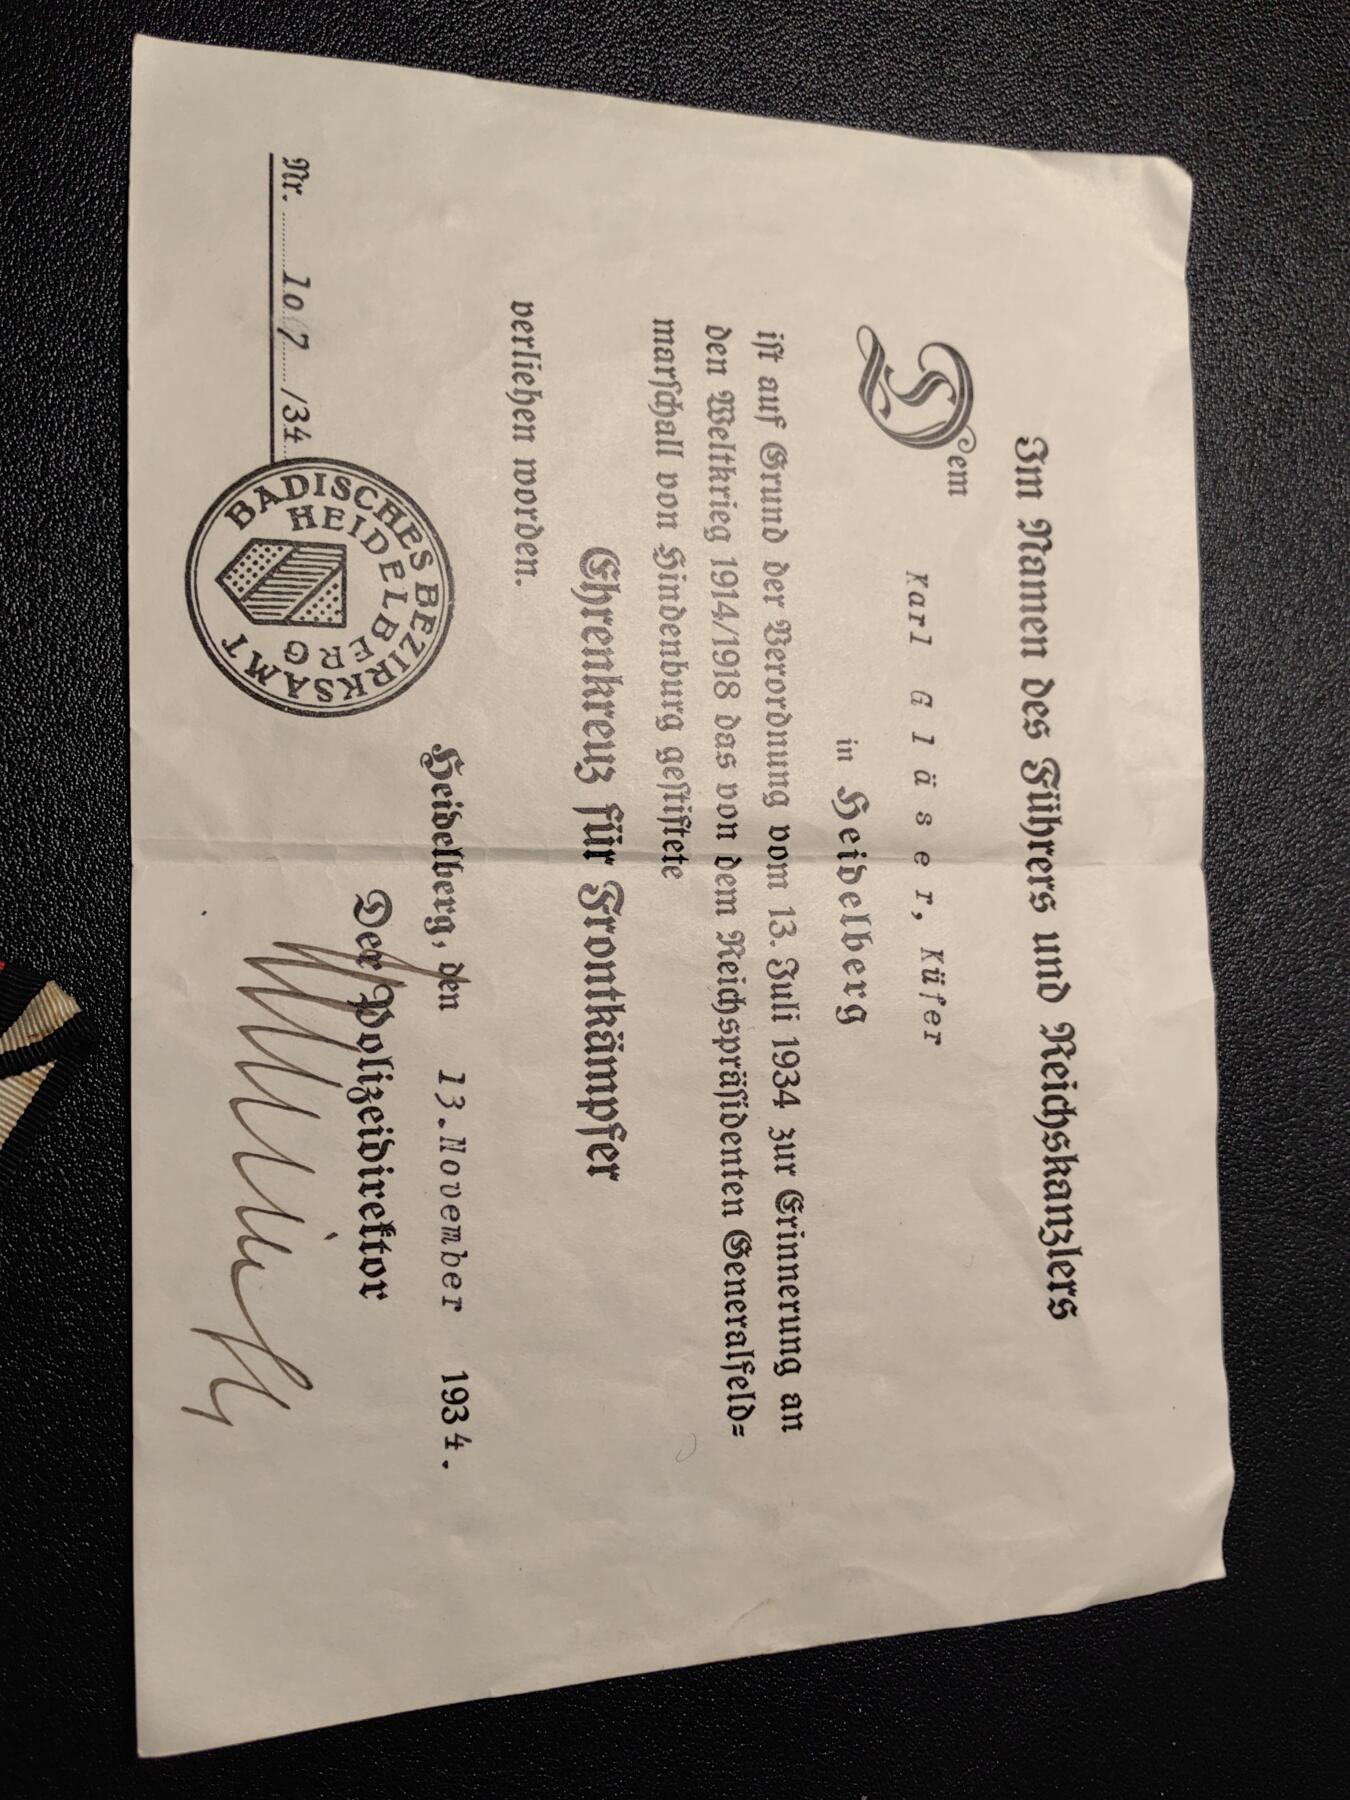 Im Namen des Führers und Reichskanzlers
Dem
Karl Gläser, Küfer
in Heidelberg
ist auf Grund der Verordnung vom 13. Juli 1934 zur Erinnerung an
den Weltkrieg 1914/1918 das von dem Reichspräsidenten Generalfeld=
marschall von Hindenburg gestiftete
Ehrenkreuz für Frontkämpfer
verliehen worden.
Heidelberg, den 13.November 1934.
Der Polizeidirektor
Nr. 1o7 /34
BADISCHES BEZIRKSAMT
HEIDELBERG